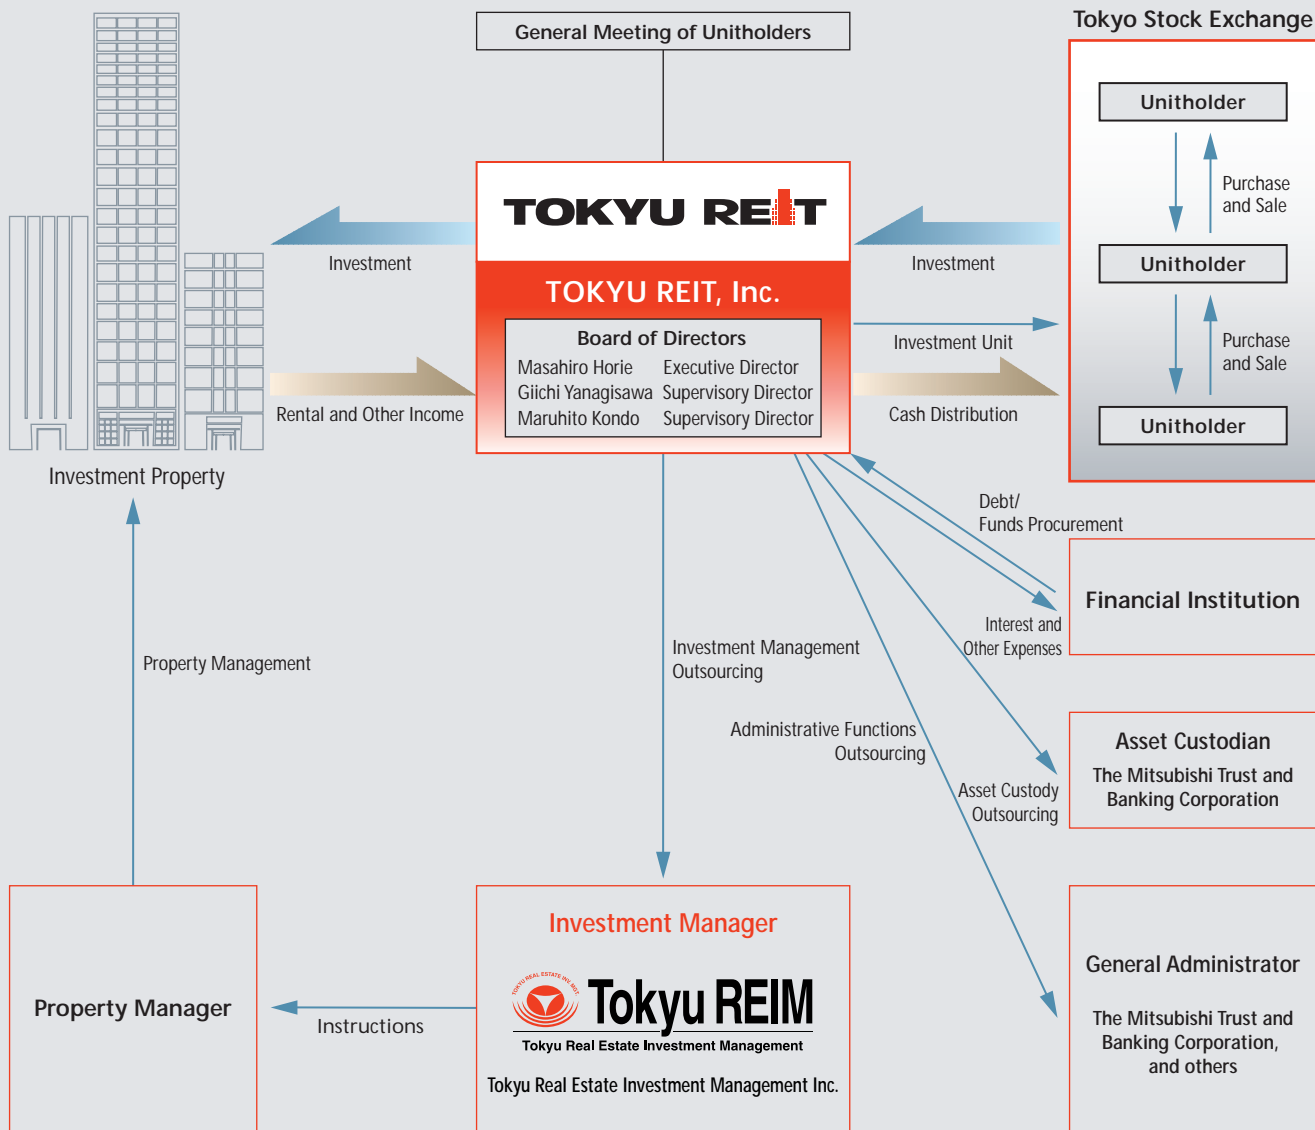 General Meeting of Unitholders
Tokyo Stock Exchange
Unitholder
Purchase
and Sale
Unitholder
Purchase
and Sale
Unitholder
TOKYU REIT
TOKYU REIT, Inc.
Board of Directors
Masahiro Horie Executive Director
Giichi Yanagisawa Supervisory Director
Maruhito Kondo Supervisory Director
Investment
Rental and Other Income
Investment Property
Investment
Investment Unit
Cash Distribution
Debt/
Funds Procurement
Interest and
Other Expenses
Financial Institution
Property Management
Investment Management
Outsourcing
Administrative Functions
Outsourcing
Asset Custody
Outsourcing
Asset Custodian
The Mitsubishi Trust and
Banking Corporation
Property Manager
Instructions
Investment Manager
TOKYU REAL ESTATE INV. MGT.
Tokyu REIM
Tokyu Real Estate Investment Management
Tokyu Real Estate Investment Management Inc.
General Administrator
The Mitsubishi Trust and
Banking Corporation,
and others